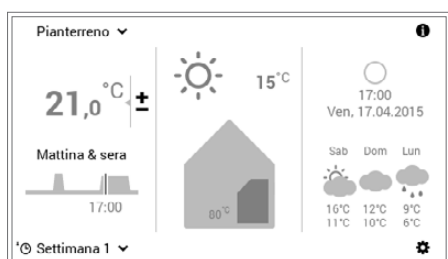 Pianterreno
21,0 °C ±
Mattina & sera
17:00
Settimana 1
15°C
80°C
17:00
Ven, 17.04.2015
Sab Dom Lun
16°C 12°C 9°C
11°C 10°C 6°C